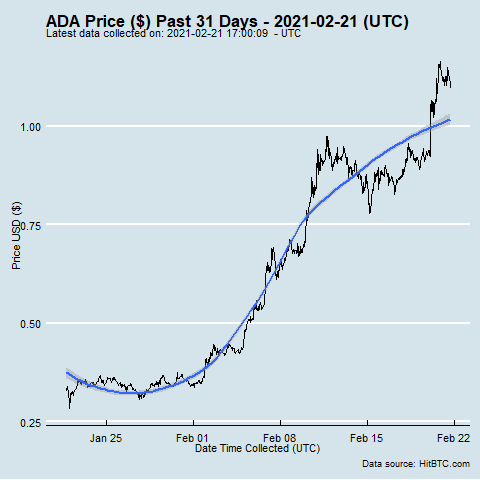 ADA Price ($) Past 31 Days - 2021-02-21 (UTC)
Latest data collected on: 2021-02-21 17:00:09 - UTC
1.00
0.75
0.50
0.25
Price USD ($)
Jan 25 Feb 01 Feb 08 Feb 15 Feb 22
Date Time Collected (UTC)
Data source: HitBTC.com